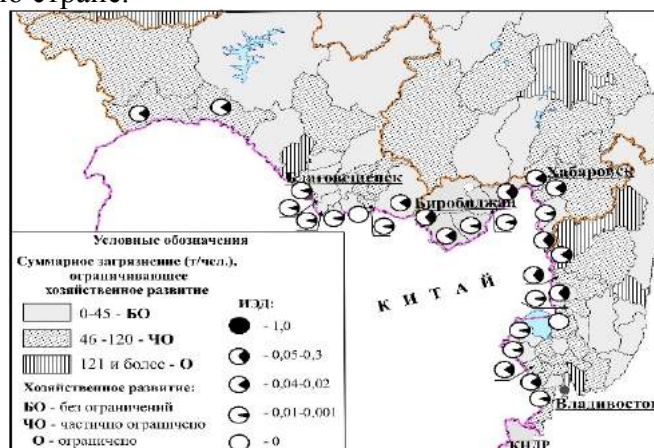 по стране.
Благовещенск
Биробиджан
Хабаровск
КИТАЙ
Владивосток
КНДР
Условные обозначения
Суммарное загрязнение (т/чел.),
ограничивающее
хозяйственное развитие
0-45 - БО
46 -120 - ЧО
121 и более - О
Хозяйственное развитие:
БО - без ограничений
ЧО - частично ограничено
О - ограничено
ИЭД:
- 1,0
- 0,05-0,3
- 0,04-0,02
- 0,01-0,001
- 0